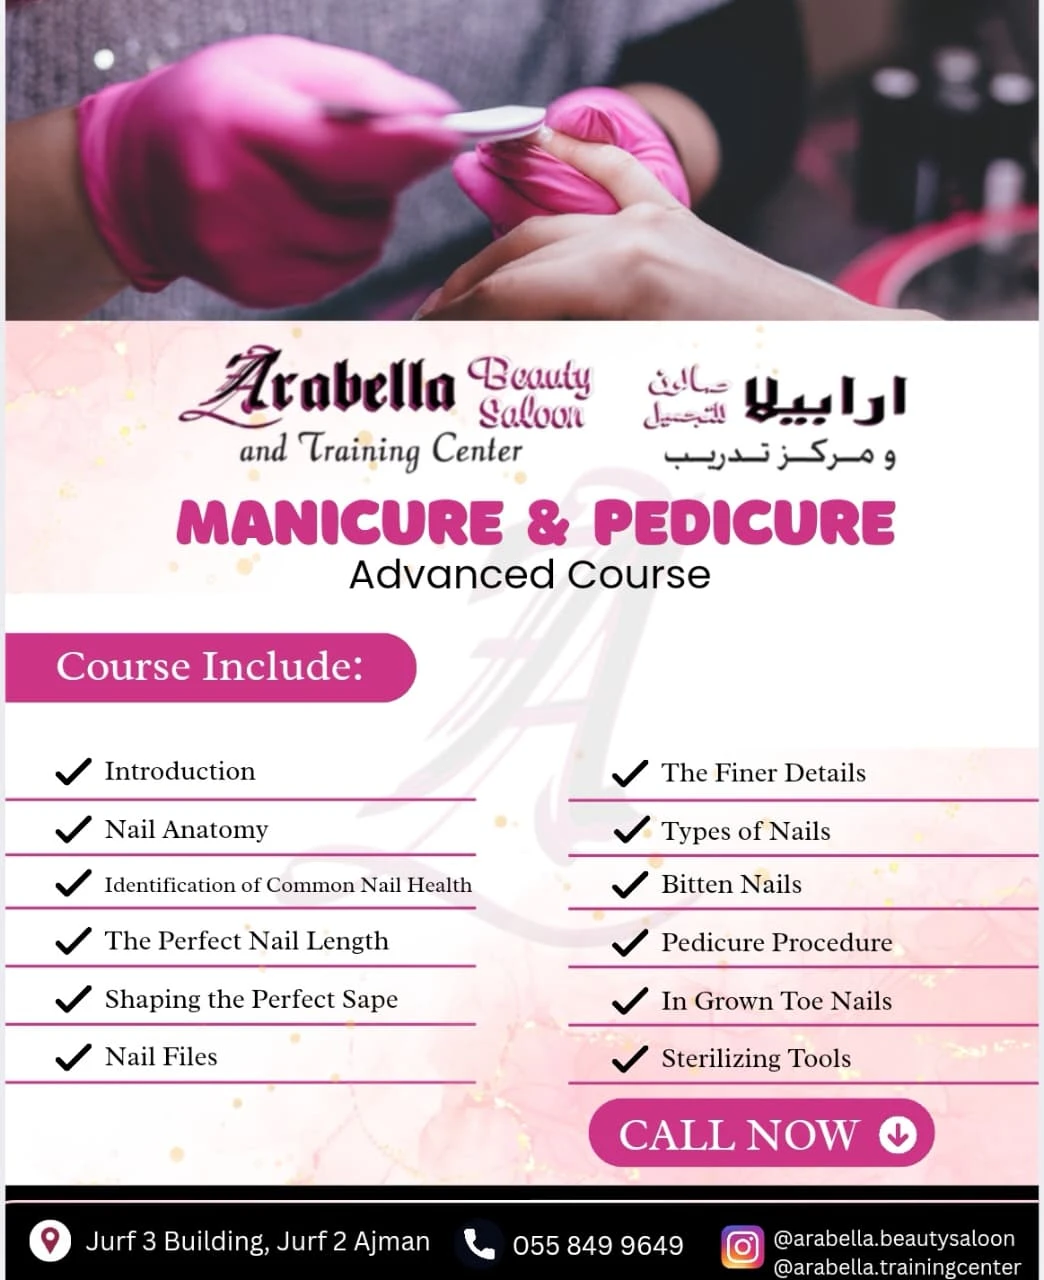 Arabella Beauty Saloon
and Training Center
ارابيلا صالون للتجميل
و مركز تدريب
MANICURE & PEDICURE
Advanced Course
Course Include:
Introduction
Nail Anatomy
Identification of Common Nail Health
The Perfect Nail Length
Shaping the Perfect Sape
Nail Files
The Finer Details
Types of Nails
Bitten Nails
Pedicure Procedure
In Grown Toe Nails
Sterilizing Tools
CALL NOW
Jurf 3 Building, Jurf 2 Ajman
055 849 9649
@arabella.beautysaloon
@arabella.trainingcenter